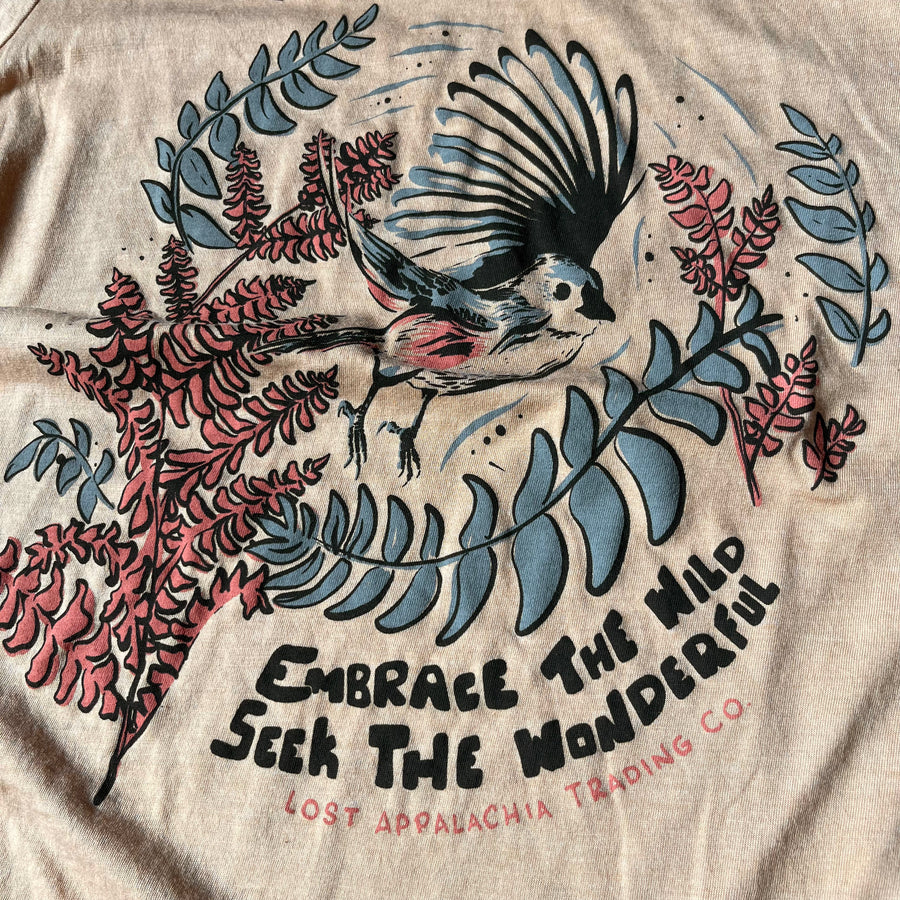 EMBRACE THE WILD
SEEK THE WONDERFUL
LOST APPALACHIA TRADING CO.